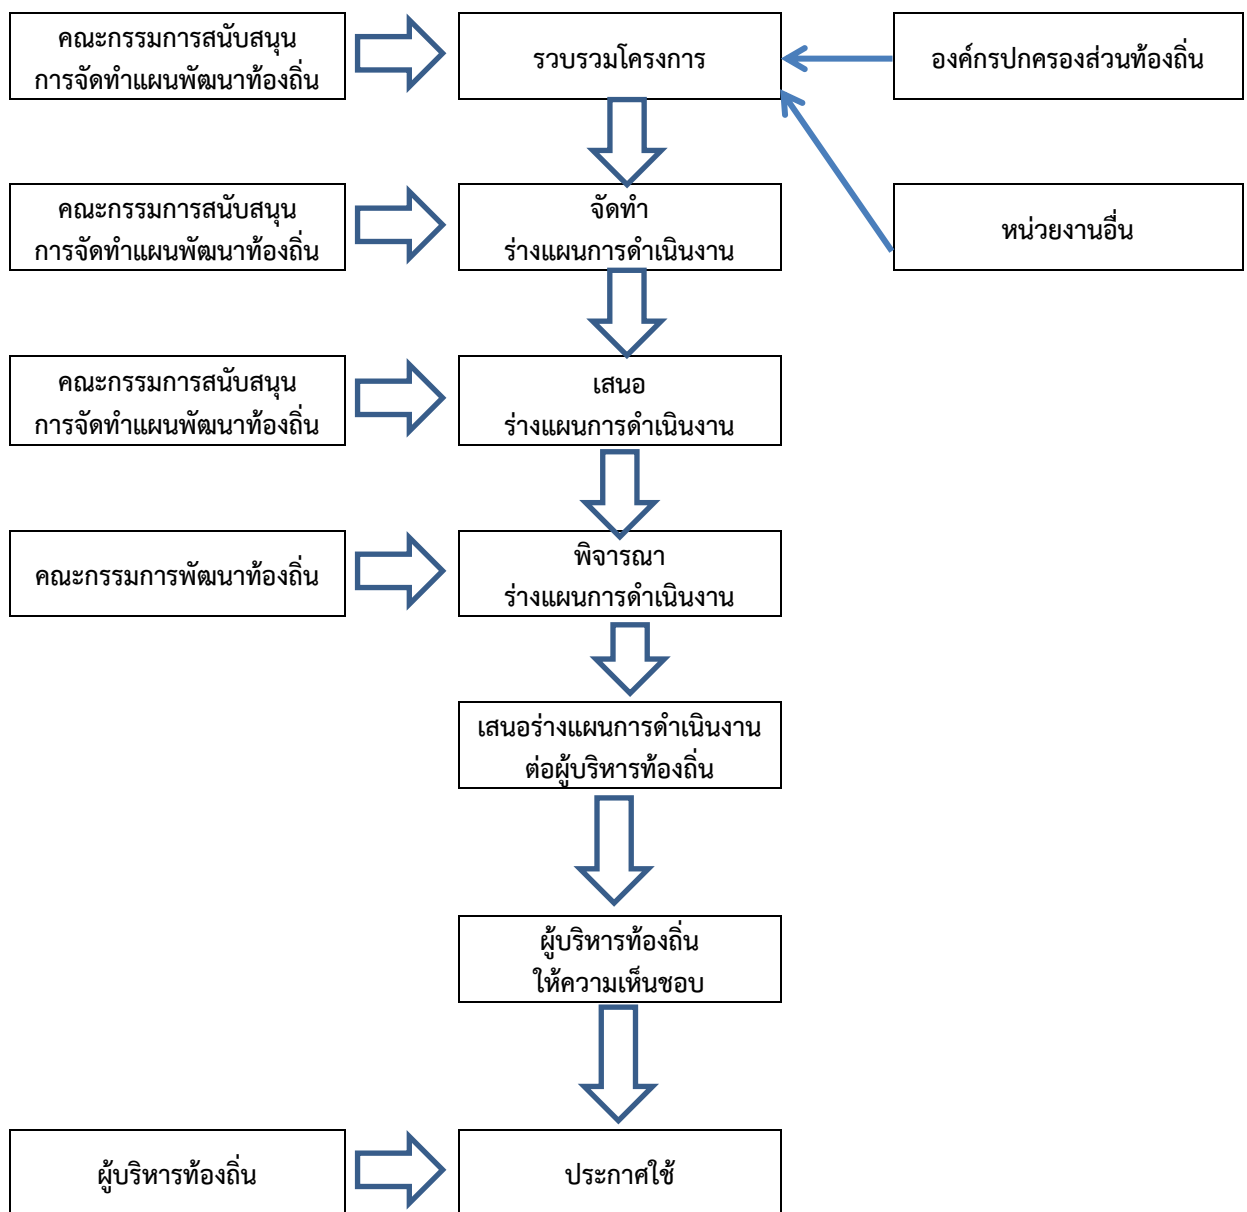 คณะกรรมการสนับสนุน
การจัดทำแผนพัฒนาท้องถิ่น
รวบรวมโครงการ
องค์กรปกครองส่วนท้องถิ่น
คณะกรรมการสนับสนุน
การจัดทำแผนพัฒนาท้องถิ่น
จัดทำ
ร่างแผนการดำเนินงาน
หน่วยงานอื่น
คณะกรรมการสนับสนุน
การจัดทำแผนพัฒนาท้องถิ่น
เสนอ
ร่างแผนการดำเนินงาน
คณะกรรมการพัฒนาท้องถิ่น
พิจารณา
ร่างแผนการดำเนินงาน
เสนอร่างแผนการดำเนินงาน
ต่อผู้บริหารท้องถิ่น
ผู้บริหารท้องถิ่น
ให้ความเห็นชอบ
ผู้บริหารท้องถิ่น
ประกาศใช้